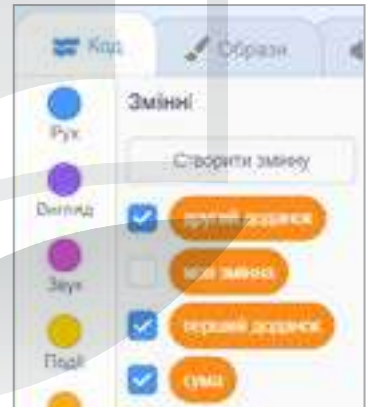 Код Образи
Змінні
Рух
Створити змінну
Вигляд
другий доданок
моя змінна
Звук
перший доданок
Події
сума